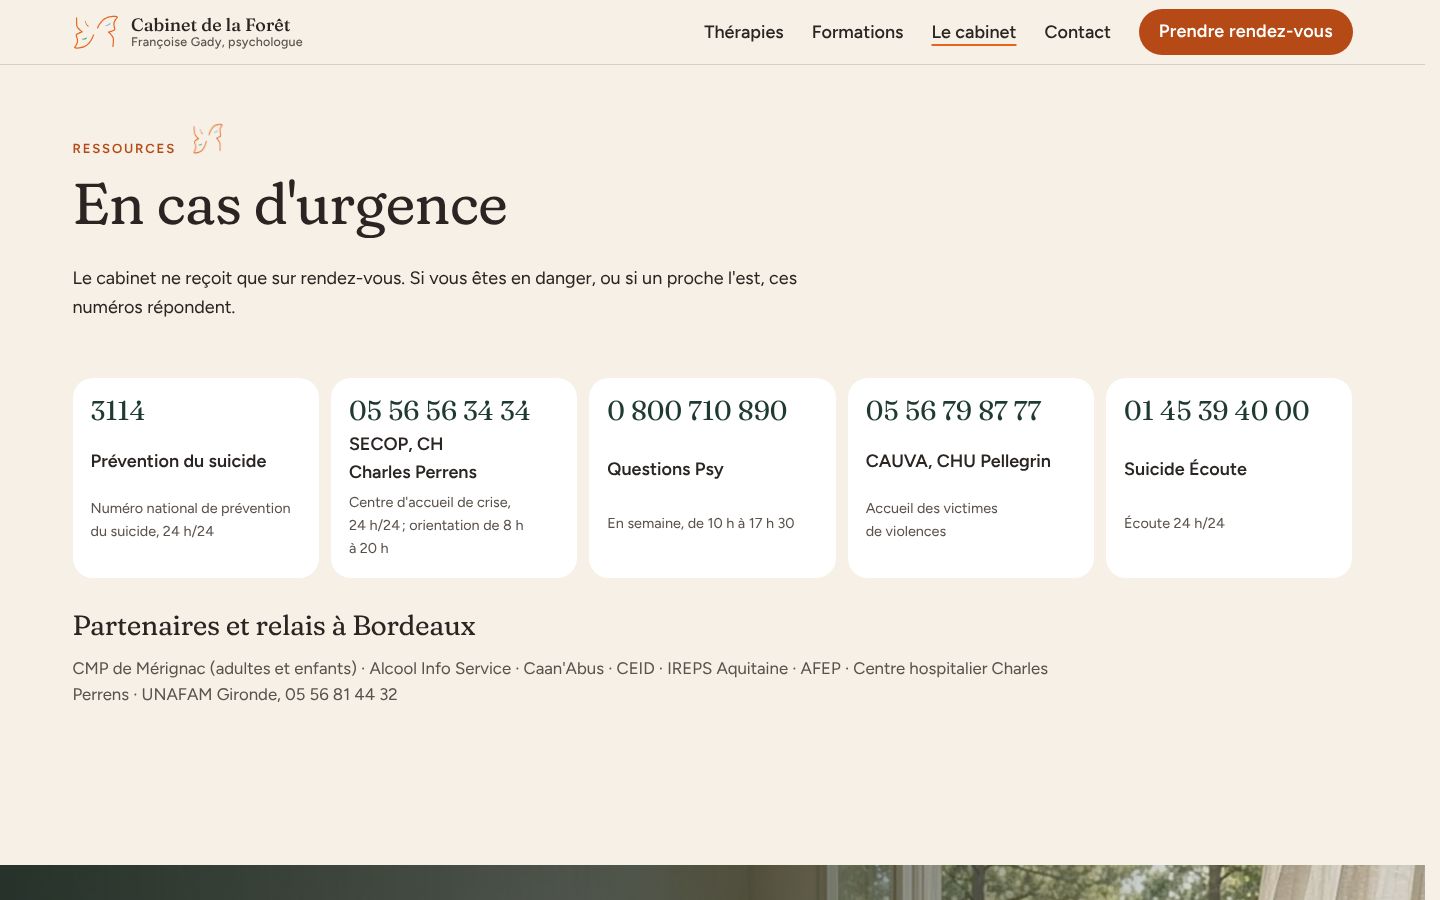 Cabinet de la Forêt
Françoise Gady, psychologue
Thérapies
Formations
Le cabinet
Contact
Prendre rendez-vous
RESSOURCES
En cas d'urgence
Le cabinet ne reçoit que sur rendez-vous. Si vous êtes en danger, ou si un proche l'est, ces
numéros répondent.
3114
Prévention du suicide
Numéro national de prévention
du suicide, 24 h/24
05 56 56 34 34
SECOP, CH
Charles Perrens
Centre d'accueil de crise,
24 h/24 ; orientation de 8 h
à 20 h
0 800 710 890
Questions Psy
En semaine, de 10 h à 17 h 30
05 56 79 87 77
CAUVA, CHU Pellegrin
Accueil des victimes
de violences
01 45 39 40 00
Suicide Écoute
Écoute 24 h/24
Partenaires et relais à Bordeaux
CMP de Mérignac (adultes et enfants) · Alcool Info Service · Caan'Abus · CEID · IREPS Aquitaine · AFEP · Centre hospitalier Charles
Perrens · UNAFAM Gironde, 05 56 81 44 32